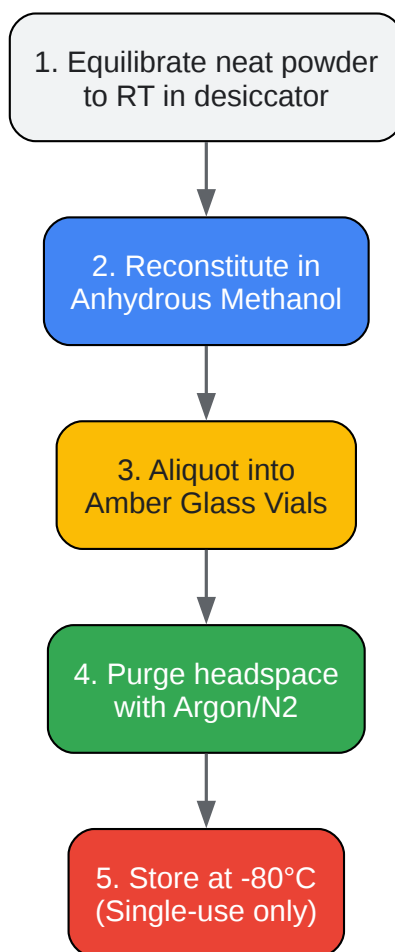 1. Equilibrate neat powder
to RT in desiccator
2. Reconstitute in
Anhydrous Methanol
3. Aliquot into
Amber Glass Vials
4. Purge headspace
with Argon/N2
5. Store at -80°C
(Single-use only)